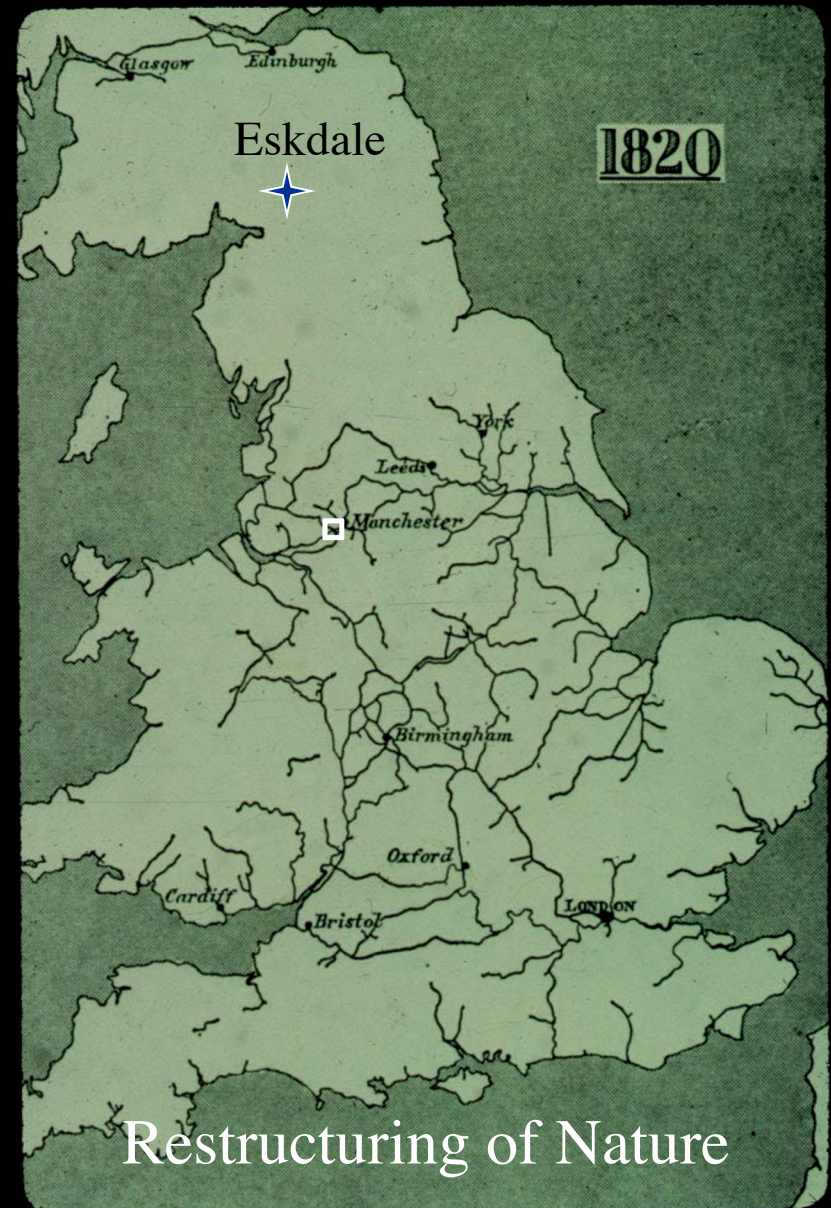 Glasgow
Edinburgh
Eskdale
1820
York
Leeds
Manchester
Birmingham
Oxford
Cardiff
LONDON
Bristol
Restructuring of Nature